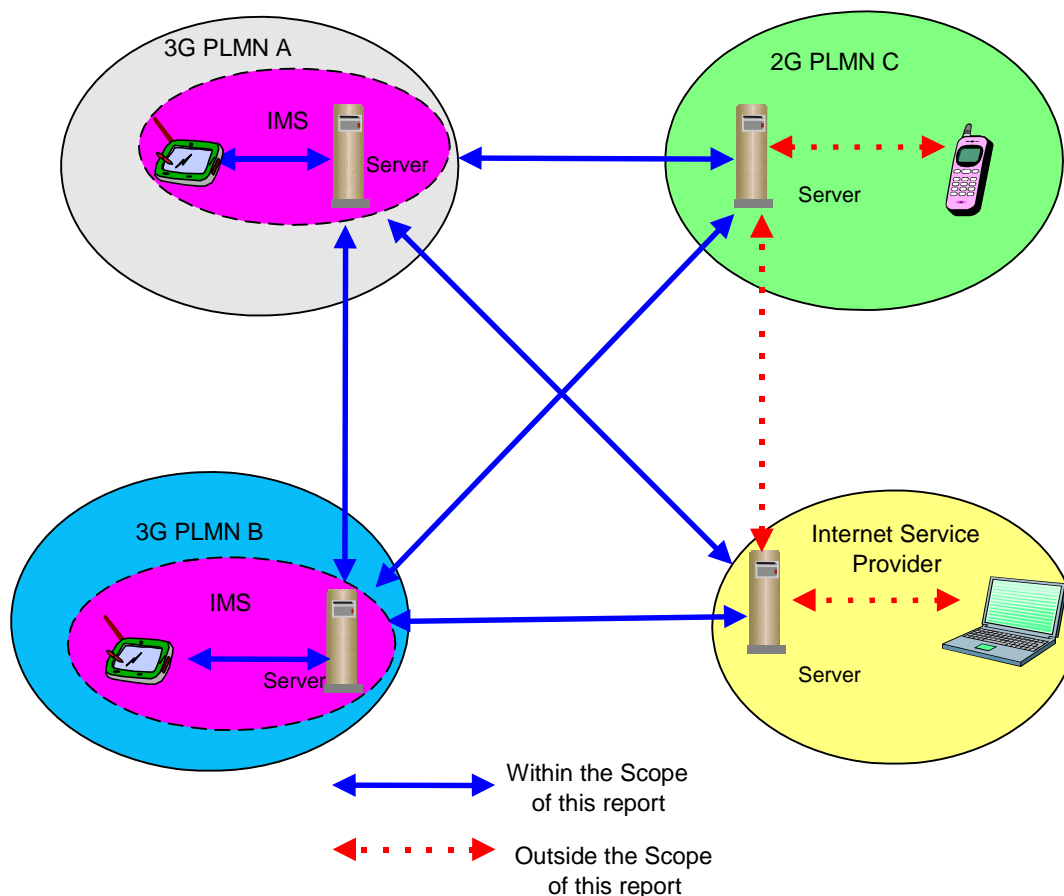 3G PLMN A
IMS
Server
2G PLMN C
Server
3G PLMN B
IMS
Server
Internet Service
Provider
Server
Within the Scope
of this report
Outside the Scope
of this report